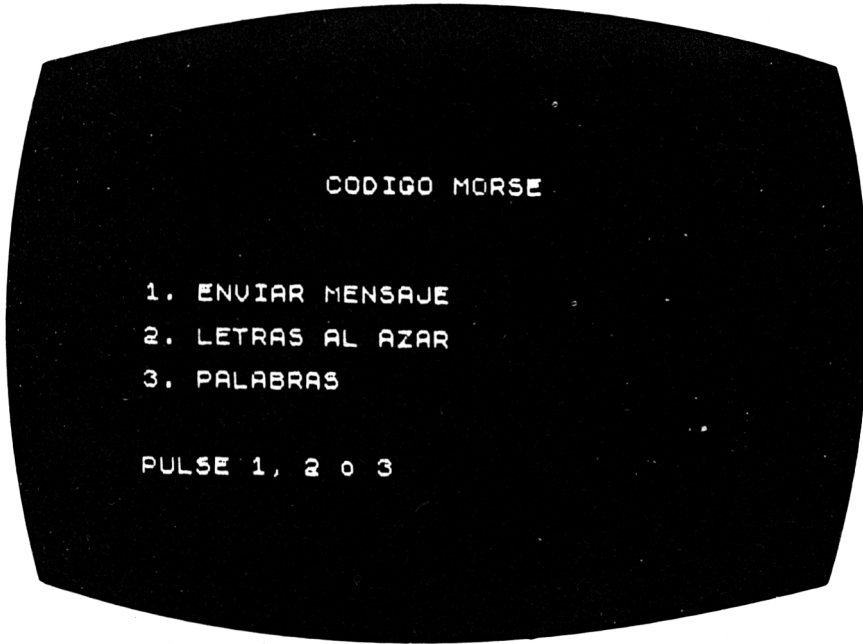 CODIGO MORSE
1. ENVIAR MENSAJE
2. LETRAS AL AZAR
3. PALABRAS
PULSE 1, 2 o 3